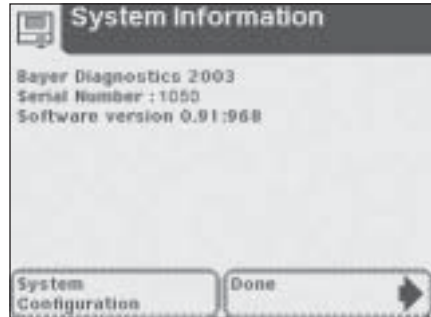 System Information
Bayer Diagnostics 2003
Serial Number : 1050
Software version 0.91:968
System
Configuration
Done